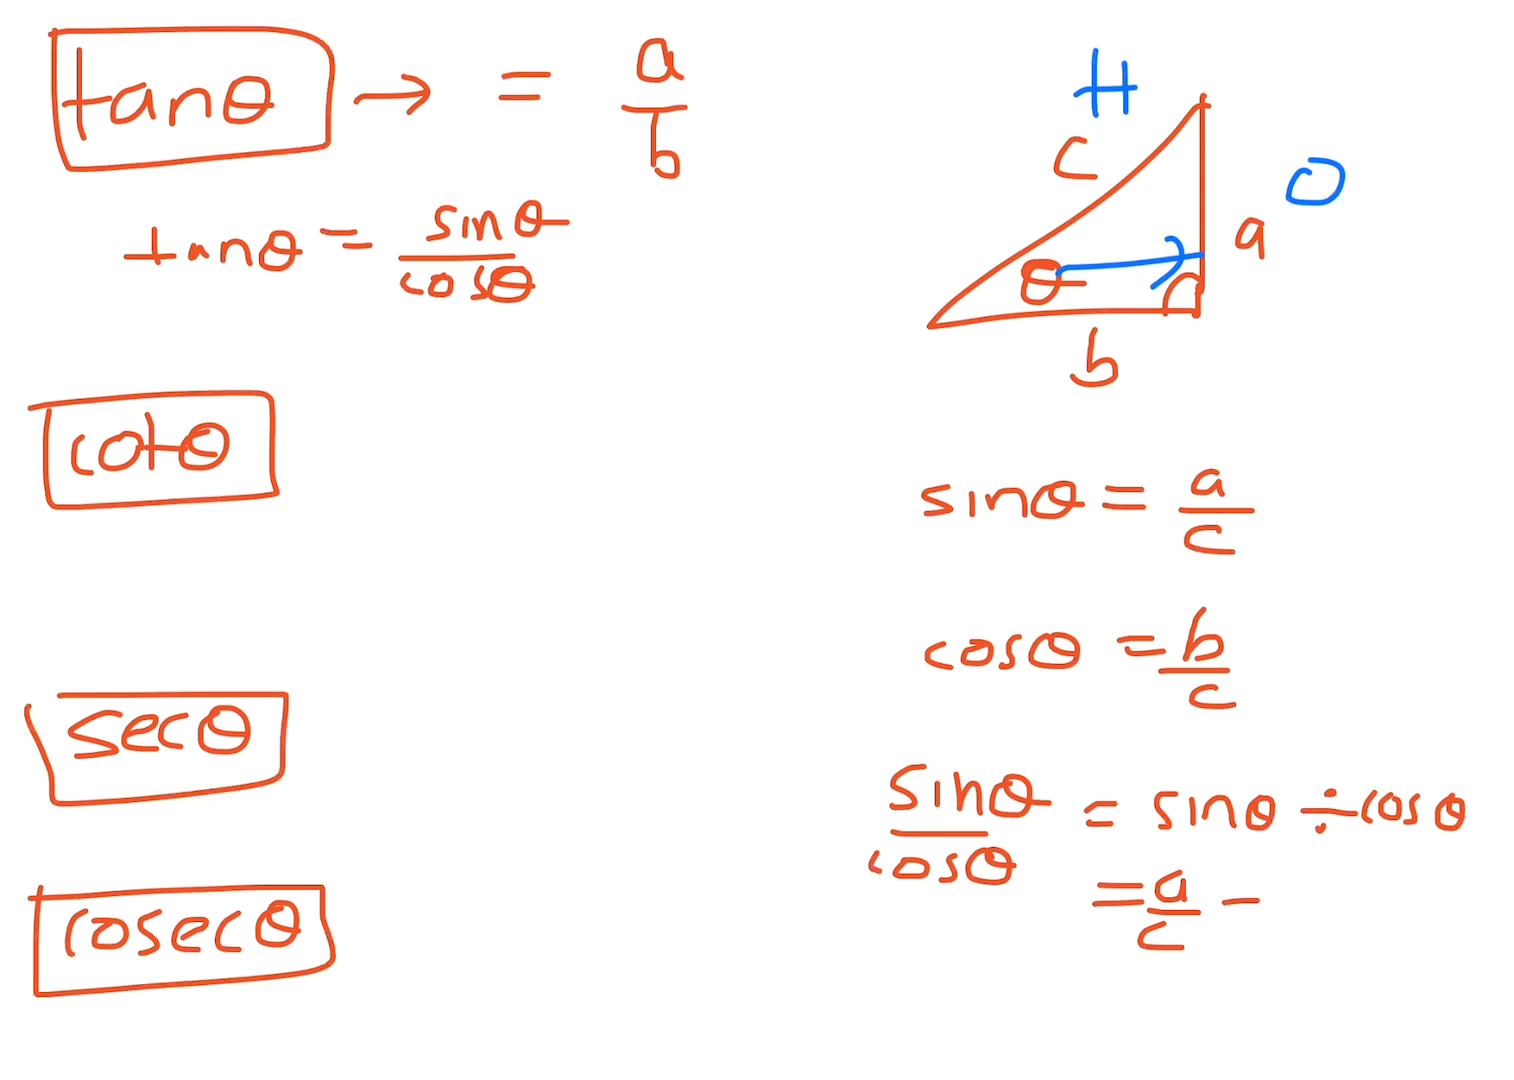 tanθ → = a/b
tanθ = sinθ/cosθ
cotθ
secθ
cosecθ
H
c
O
a
θ
b
sinθ = a/c
cosθ = b/c
sinθ/cosθ = sinθ ÷ cosθ
= a/c −